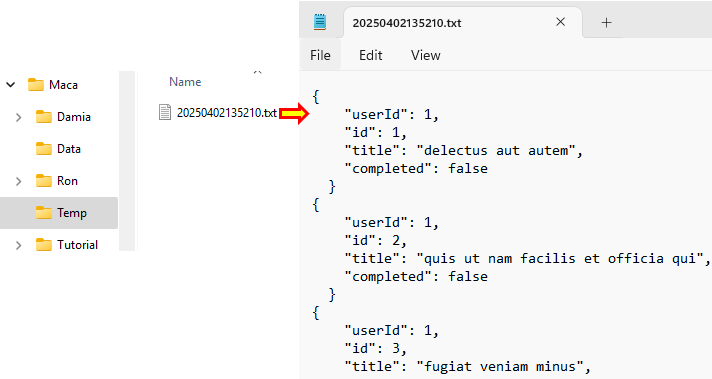 Maca
Damia
Data
Ron
Temp
Tutorial
Name
20250402135210.txt
20250402135210.txt
File Edit View
{
    "userId": 1,
    "id": 1,
    "title": "delectus aut autem",
    "completed": false
  }
{
    "userId": 1,
    "id": 2,
    "title": "quis ut nam facilis et officia qui",
    "completed": false
  }
{
    "userId": 1,
    "id": 3,
    "title": "fugiat veniam minus",